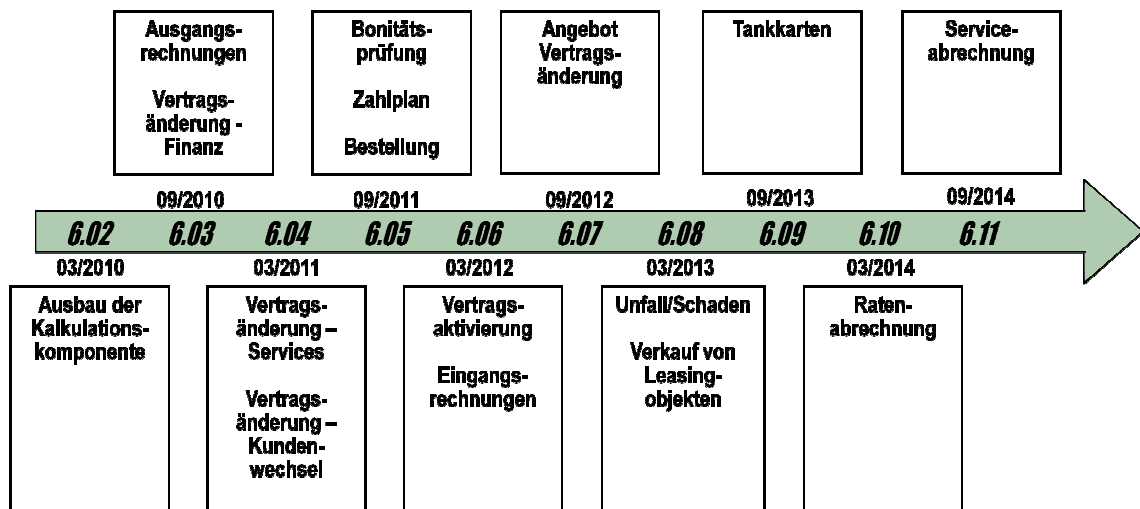 Ausgangs-
rechnungen
Vertrags-
änderung -
Finanz
Bonitäts-
prüfung
Zahlplan
Bestellung
Angebot
Vertrags-
änderung
Tankkarten
Service-
abrechnung
09/2010
09/2011
09/2012
09/2013
09/2014
6.02 6.03 6.04 6.05 6.06 6.07 6.08 6.09 6.10 6.11
03/2010
03/2011
03/2012
03/2013
03/2014
Ausbau der
Kalkulations-
komponente
Vertrags-
änderung –
Services
Vertrags-
änderung –
Kunden-
wechsel
Vertrags-
aktivierung
Eingangs-
rechnungen
Unfall/Schaden
Verkauf von
Leasing-
objekten
Raten-
abrechnung